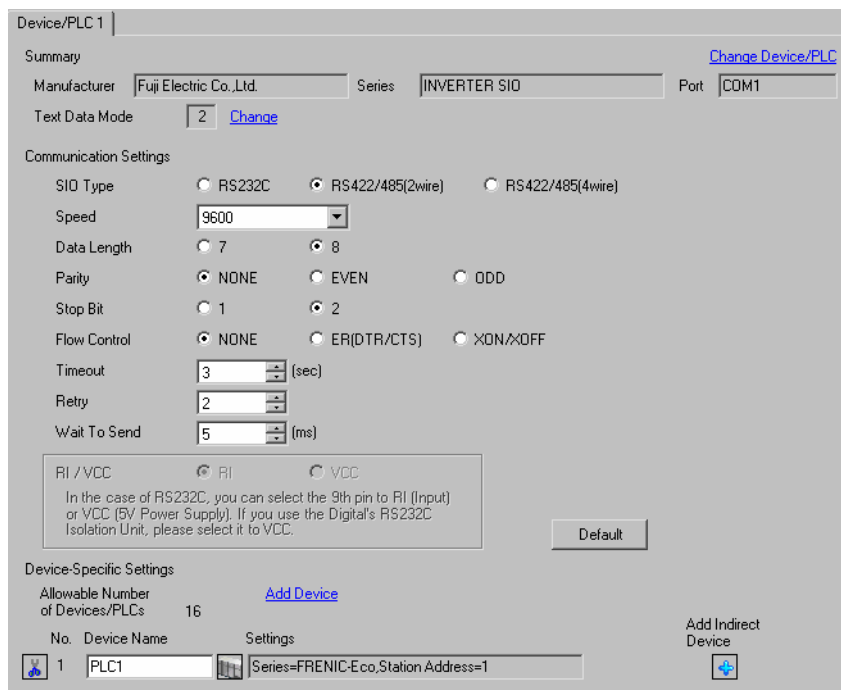 Device/PLC 1
Summary
Change Device/PLC
Manufacturer Fuji Electric Co.,Ltd. Series INVERTER SIO Port COM1
Text Data Mode 2 Change
Communication Settings
SIO Type RS232C RS422/485(2wire) RS422/485(4wire)
Speed 9600
Data Length 7 8
Parity NONE EVEN ODD
Stop Bit 1 2
Flow Control NONE ER(DTR/CTS) XON/XOFF
Timeout 3 (sec)
Retry 2
Wait To Send 5 (ms)
RI / VCC RI VCC
In the case of RS232C, you can select the 9th pin to RI (Input)
or VCC (5V Power Supply). If you use the Digital's RS232C
Isolation Unit, please select it to VCC.
Default
Device-Specific Settings
Allowable Number
of Devices/PLCs 16
Add Device
Add Indirect
Device
No. Device Name Settings
1 PLC1 Series=FRENIC-Eco,Station Address=1